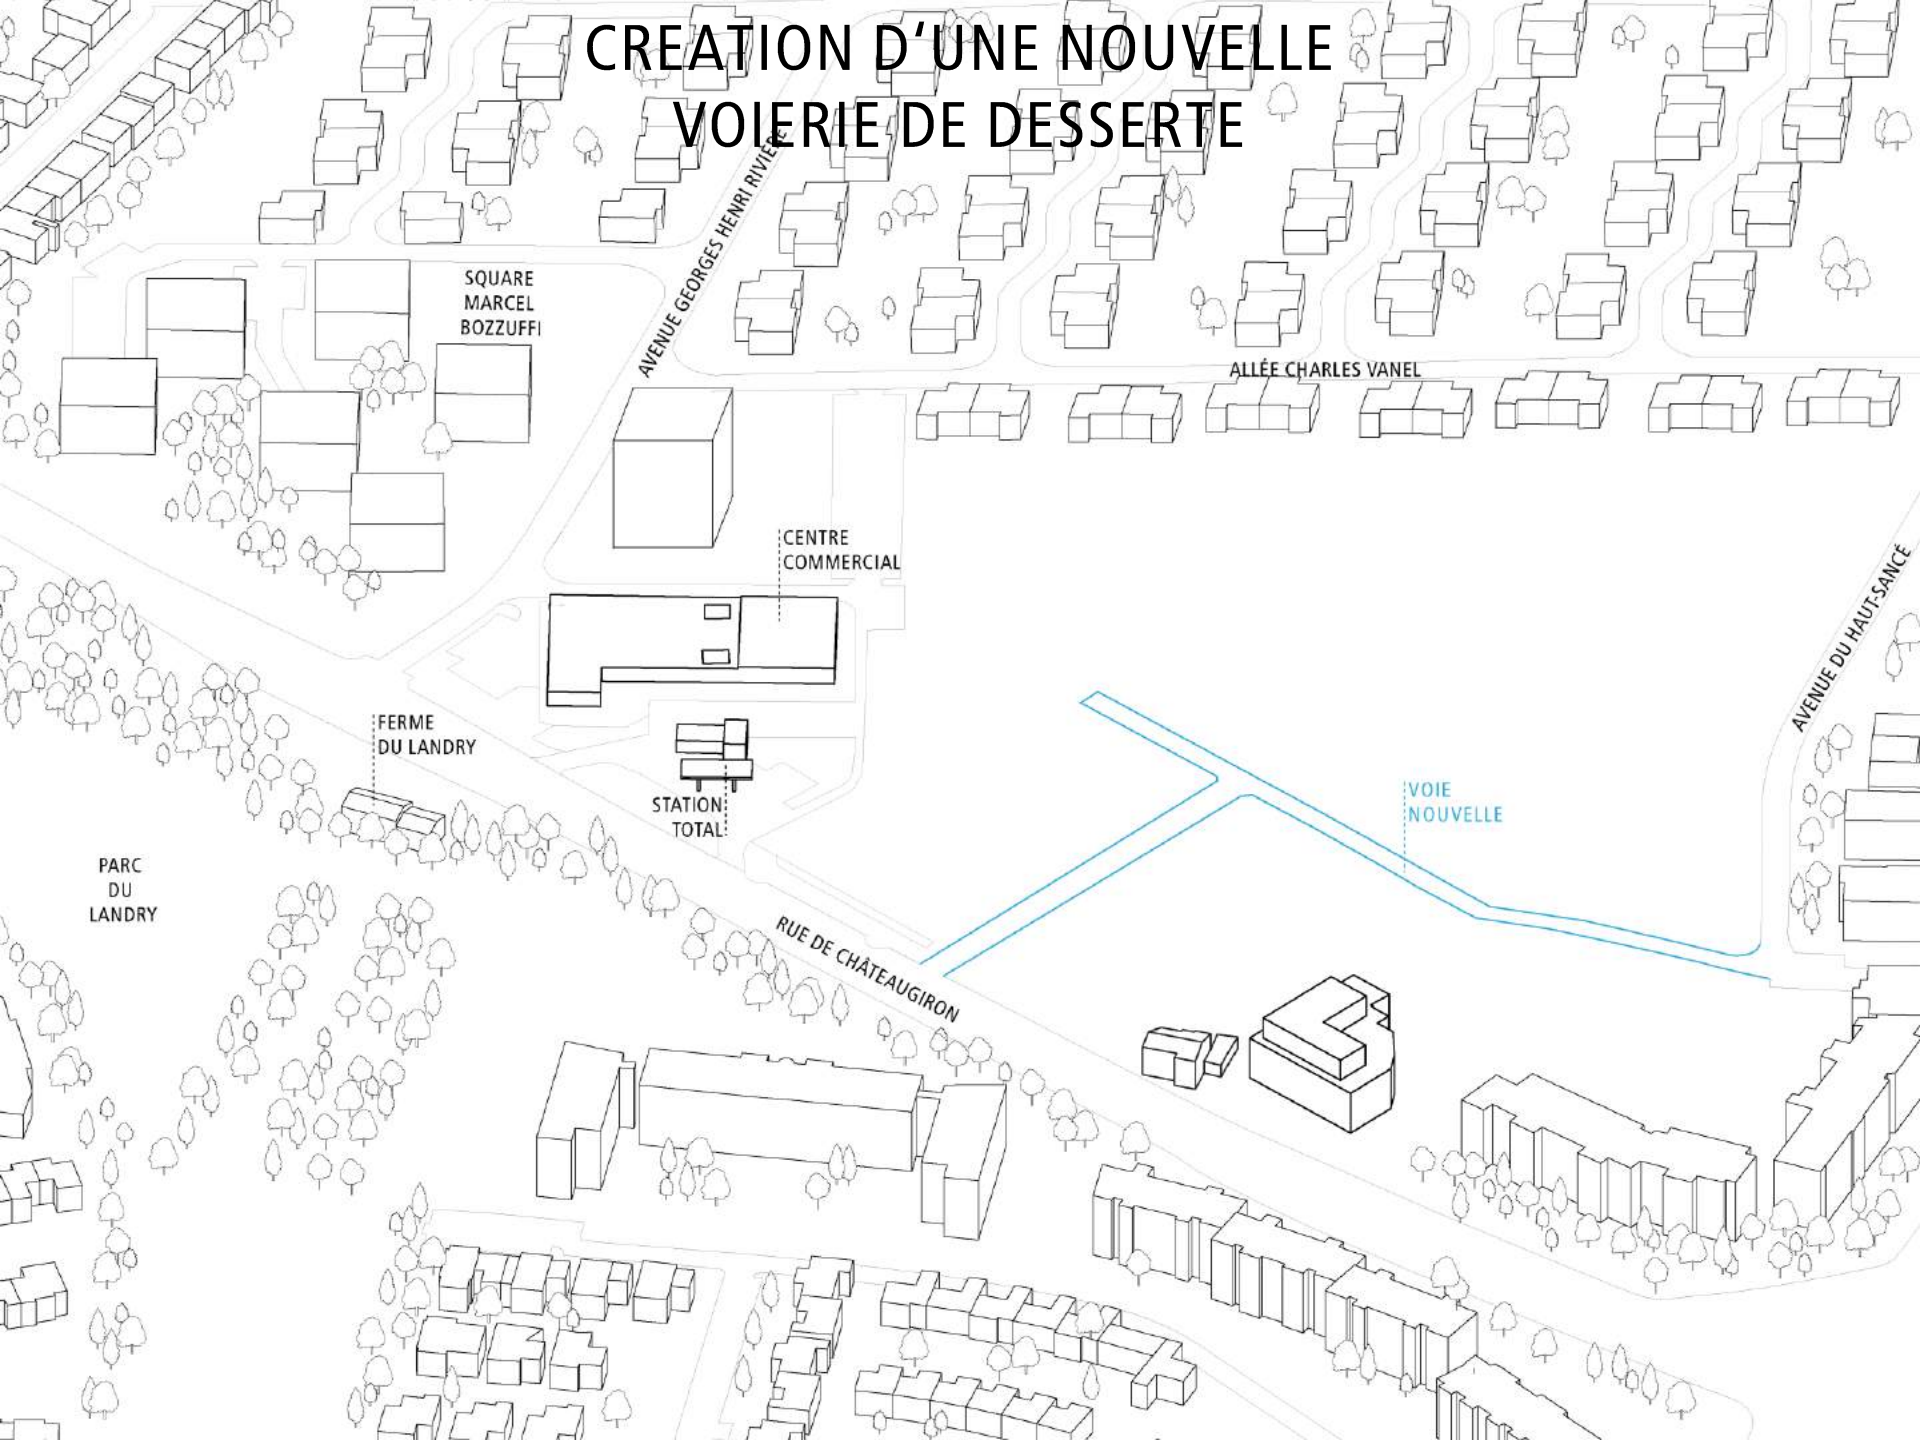 CREATION D'UNE NOUVELLE
VOIERIE DE DESSERTE
AVENUE GEORGES HENRI RIVIÈRE
SQUARE
MARCEL
BOZZUFFI
ALLÉE CHARLES VANEL
CENTRE
COMMERCIAL
AVENUE DU HAUT-SANCÉ
FERME
DU LANDRY
STATION
TOTAL
VOIE
NOUVELLE
PARC
DU
LANDRY
RUE DE CHÂTEAUGIRON